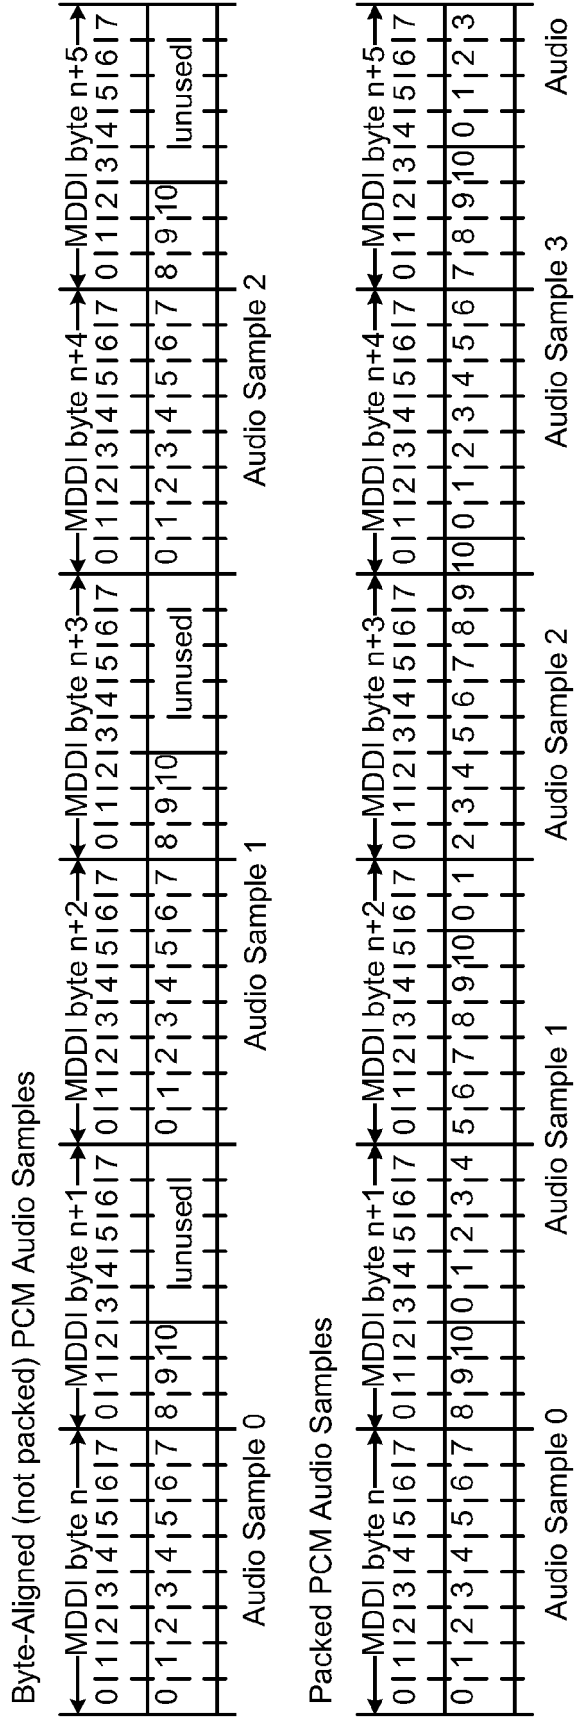 Byte-Aligned (not packed) PCM Audio Samples
MDDI byte n MDDI byte n+1 MDDI byte n+2 MDDI byte n+3 MDDI byte n+4 MDDI byte n+5
0 1 2 3 4 5 6 7 0 1 2 3 4 5 6 7 0 1 2 3 4 5 6 7 0 1 2 3 4 5 6 7 0 1 2 3 4 5 6 7 0 1 2 3 4 5 6 7
0 1 2 3 4 5 6 7 8 9 10 unused 0 1 2 3 4 5 6 7 8 9 10 unused 0 1 2 3 4 5 6 7 8 9 10 unused
Audio Sample 0 Audio Sample 1 Audio Sample 2
Packed PCM Audio Samples
MDDI byte n MDDI byte n+1 MDDI byte n+2 MDDI byte n+3 MDDI byte n+4 MDDI byte n+5
0 1 2 3 4 5 6 7 0 1 2 3 4 5 6 7 0 1 2 3 4 5 6 7 0 1 2 3 4 5 6 7 0 1 2 3 4 5 6 7 0 1 2 3 4 5 6 7
0 1 2 3 4 5 6 7 8 9 10 0 1 2 3 4 5 6 7 8 9 10 0 1 2 3 4 5 6 7 8 9 10 0 1 2 3 4 5 6 7 8 9 10 0 1 2 3
Audio Sample 0 Audio Sample 1 Audio Sample 2 Audio Sample 3 Audio